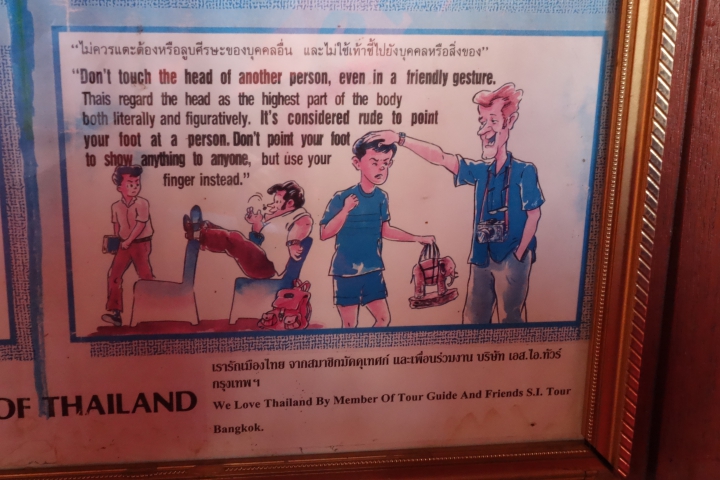 “ไม่ควรแตะต้องหรือลูบศีรษะของบุคคลอื่น และไม่ใช้เท้าชี้ไปยังบุคคลหรือสิ่งของ”
“Don't touch the head of another person, even in a friendly gesture.
Thais regard the head as the highest part of the body
both literally and figuratively. It's considered rude to point
your foot at a person. Don't point your foot
to show anything to anyone, but use your
finger instead.”
เรารักเมืองไทย จากสมาชิกมัคคุเทศก์ และเพื่อนร่วมงาน บริษัท เอส.ไอ.ทัวร์
กรุงเทพฯ
OF THAILAND
We Love Thailand By Member Of Tour Guide And Friends S.I. Tour
Bangkok.